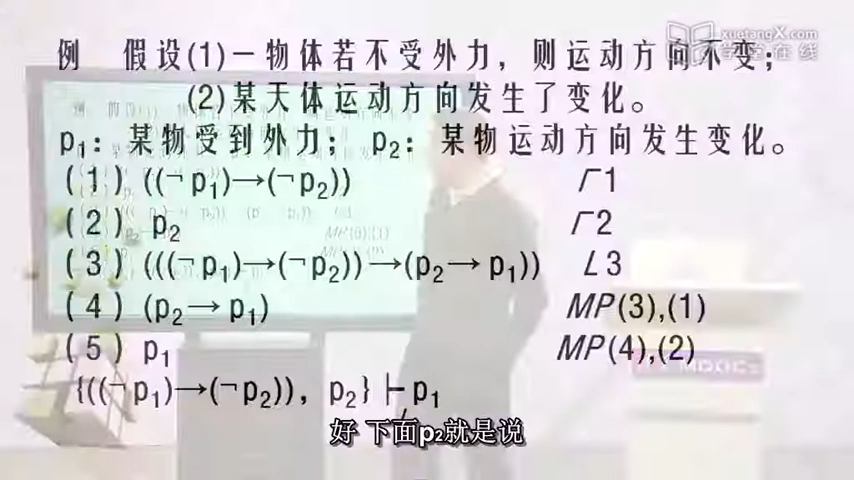 xuetangX.com
学堂在线
例 假设(1)一物体若不受外力，则运动方向不变；
(2)某天体运动方向发生了变化。
p₁：某物受到外力；p₂：某物运动方向发生变化。
(1) ((¬p₁)→(¬p₂)) Γ1
(2) p₂ Γ2
(3) (((¬p₁)→(¬p₂))→(p₂→p₁)) L3
(4) (p₂→p₁) MP(3),(1)
(5) p₁ MP(4),(2)
{((¬p₁)→(¬p₂)), p₂}⊢p₁
好 下面p₂就是说